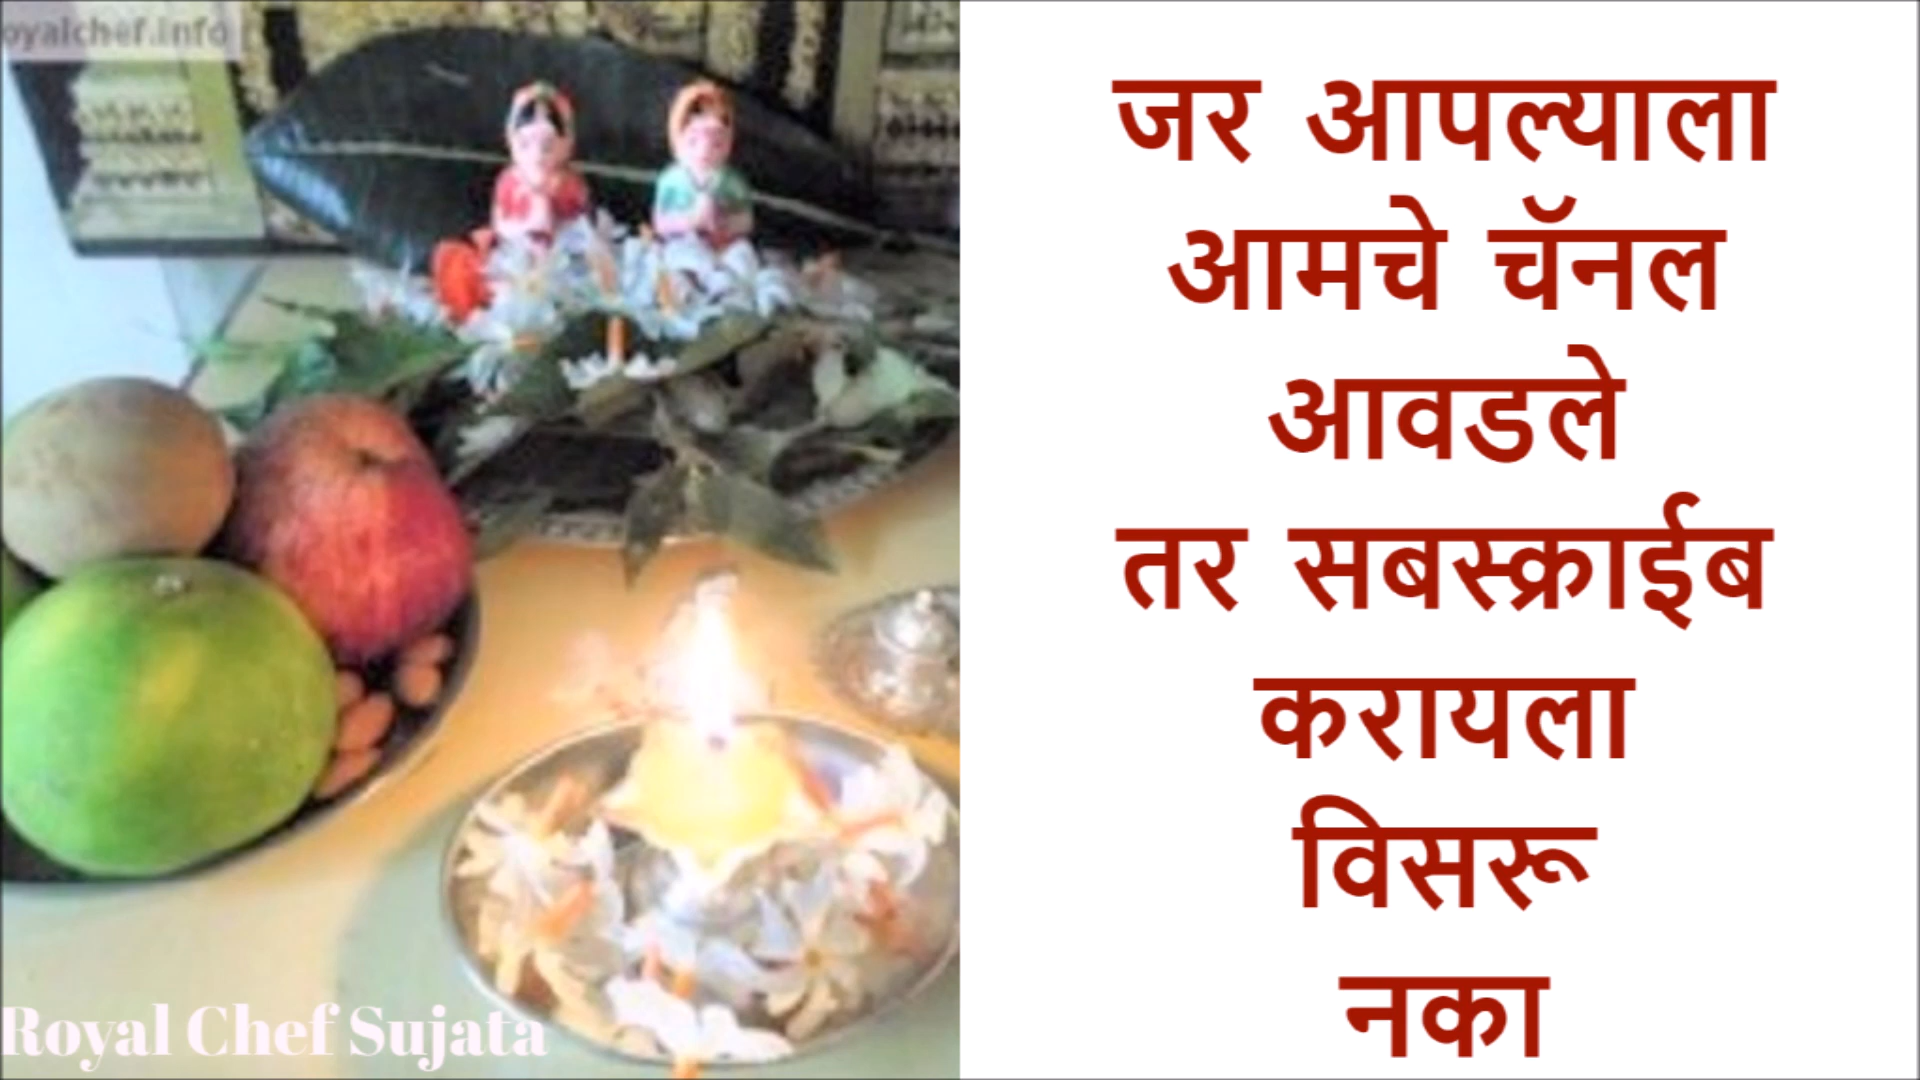 oyalchef.info
जर आपल्याला
आमचे चॅनल
आवडले
तर सबस्क्राईब
करायला
विसरू
नका
Royal Chef Sujata